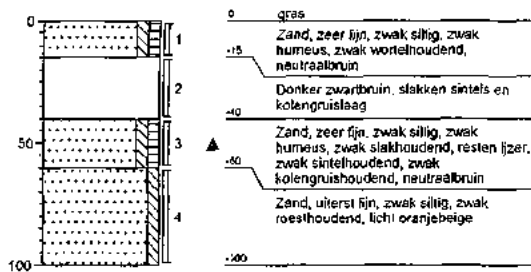 0
50
100
1
2
3
4
0 gras
Zand, zeer fijn, zwak siltig, zwak
humeus, zwak wortelhoudend,
neutraalbruin
-15
Donker zwartbruin, slakken sintels en
kolengruislaag
-40
Zand, zeer fijn, zwak siltig, zwak
humeus, zwak slakhoudend, resten ijzer,
zwak sintelhoudend, zwak
kolengruishoudend, neutraalbruin
-60
Zand, uiterst fijn, zwak siltig, zwak
roesthoudend, licht oranjebeige
-100